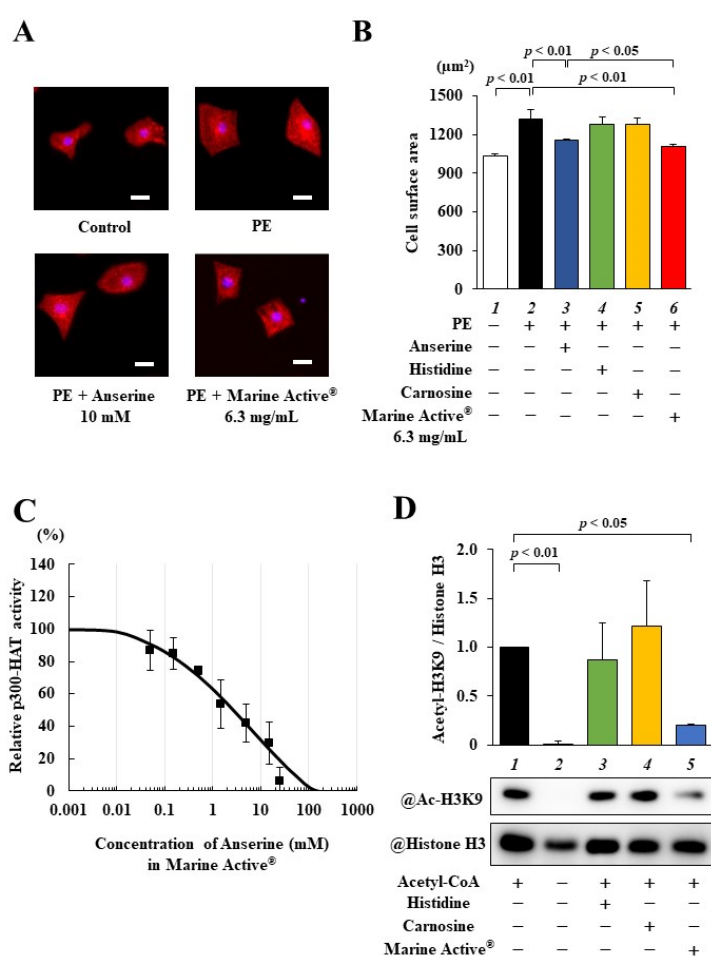 A
Control
PE
PE + Anserine
10 mM
PE + Marine Active®
6.3 mg/mL
B
(µm²)
p < 0.01
p < 0.05
p < 0.01
p < 0.01
1500
1200
900
600
300
0
Cell surface area
1 2 3 4 5 6
PE − + + + + +
Anserine − − + − − −
Histidine − − − + − −
Carnosine − − − − + −
Marine Active® − − − − − +
6.3 mg/mL
C
(%)
140
120
100
80
60
40
20
0
Relative p300-HAT activity
0.001 0.01 0.1 1 10 100 1000
Concentration of Anserine (mM)
in Marine Active®
D
p < 0.05
p < 0.01
2.0
1.5
1.0
0.5
0
Acetyl-H3K9 / Histone H3
1 2 3 4 5
@Ac-H3K9
@Histone H3
Acetyl-CoA + − + + +
Histidine − − + − −
Carnosine − − − + −
Marine Active® − − − − +